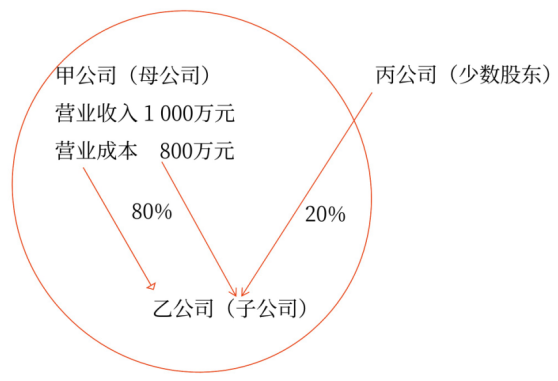 甲公司（母公司）
丙公司（少数股东）
营业收入 1 000万元
营业成本 800万元
80%
20%
乙公司（子公司）